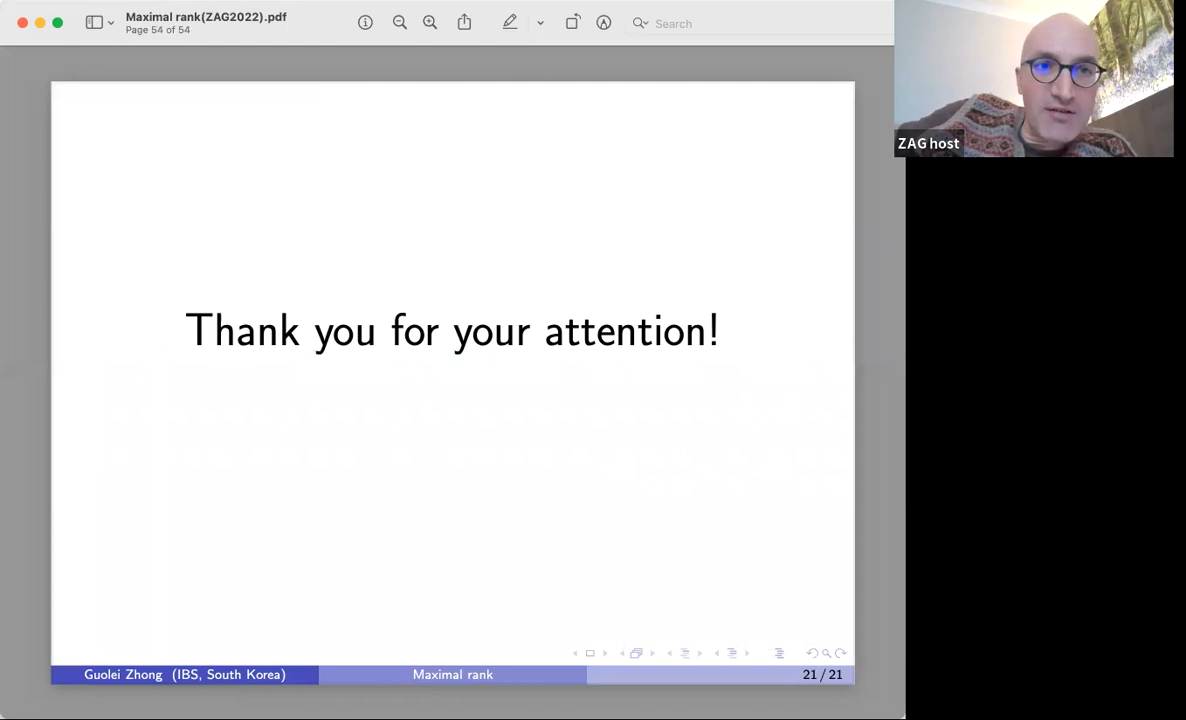 Maximal rank(ZAG2022).pdf
Page 54 of 54
Search
ZAG host
Thank you for your attention!
Guolei Zhong (IBS, South Korea)
Maximal rank
21 / 21